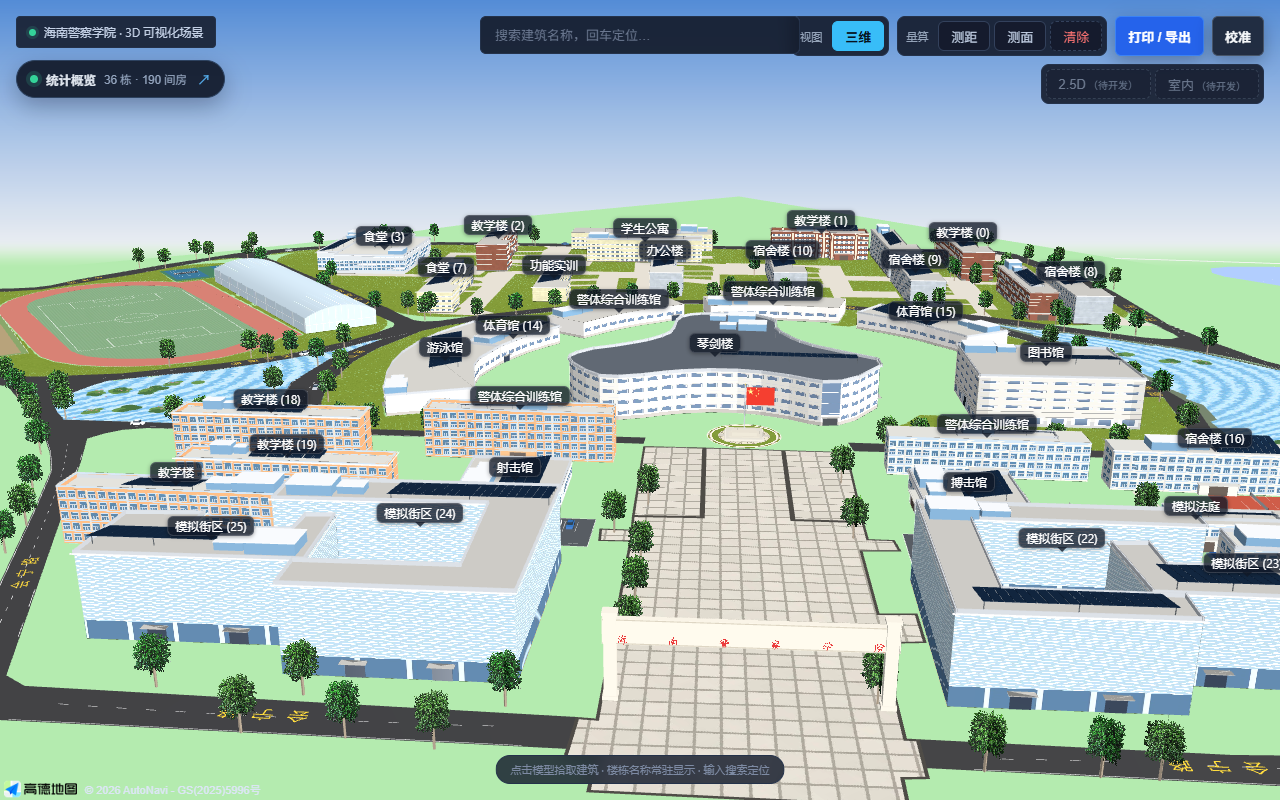 海南警察学院 · 3D 可视化场景
搜索建筑名称，回车定位…
视图
三维
量算
测距
测面
清除
打印 / 导出
校准
统计概览 36 栋 · 190 间房 ↗
2.5D （待开发）
室内 （待开发）
教学楼 (1)
教学楼 (2)
学生公寓
教学楼 (0)
食堂 (3)
办公楼
宿舍楼 (10)
宿舍楼 (9)
食堂 (7)
功能实训
宿舍楼 (8)
警体综合训练馆
警体综合训练馆
体育馆 (15)
体育馆 (14)
琴剑楼
游泳馆
图书馆
教学楼 (18)
警体综合训练馆
警体综合训练馆
宿舍楼 (16)
教学楼 (19)
射击馆
教学楼
搏击馆
模拟法庭
模拟街区 (24)
模拟街区 (25)
模拟街区 (22)
模拟街区 (23)
点击模型拾取建筑 · 楼栋名称常驻显示 · 输入搜索定位
高德地图 © 2026 AutoNavi - GS(2025)5996号